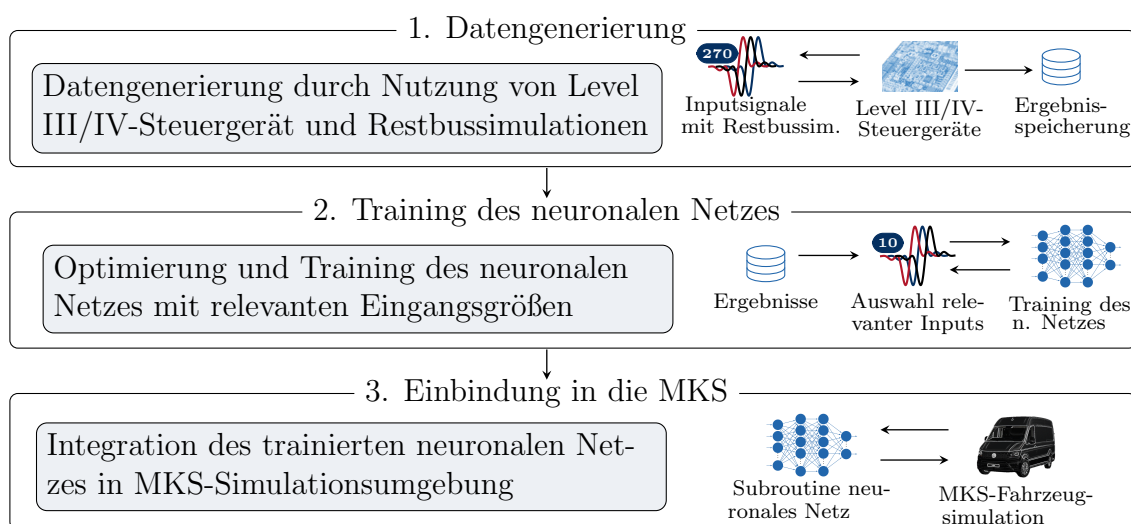 1. Datengenerierung
Datengenerierung durch Nutzung von Level
III/IV-Steuergerät und Restbussimulationen
270
Inputsignale
mit Restbussim.
Level III/IV-
Steuergeräte
Ergebnis-
speicherung
2. Training des neuronalen Netzes
Optimierung und Training des neuronalen
Netzes mit relevanten Eingangsgrößen
Ergebnisse
10
Auswahl rele-
vanter Inputs
Training des
n. Netzes
3. Einbindung in die MKS
Integration des trainierten neuronalen Net-
zes in MKS-Simulationsumgebung
Subroutine neu-
ronales Netz
MKS-Fahrzeug-
simulation